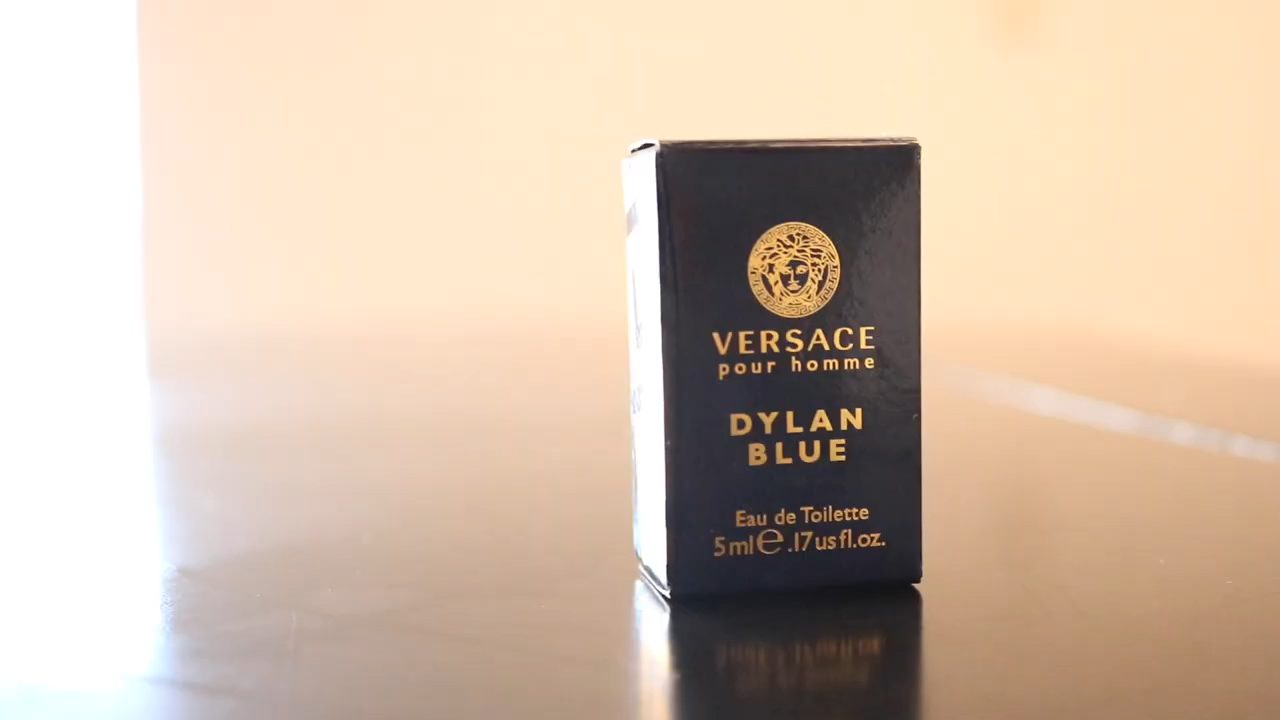 VERSACE
pour homme
DYLAN
BLUE
Eau de Toilette
5ml℮.17usfl.oz.